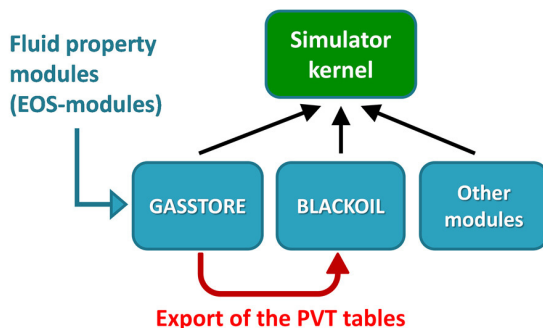 Simulator
kernel
Fluid property
modules
(EOS-modules)
GASSTORE
BLACKOIL
Other
modules
Export of the PVT tables